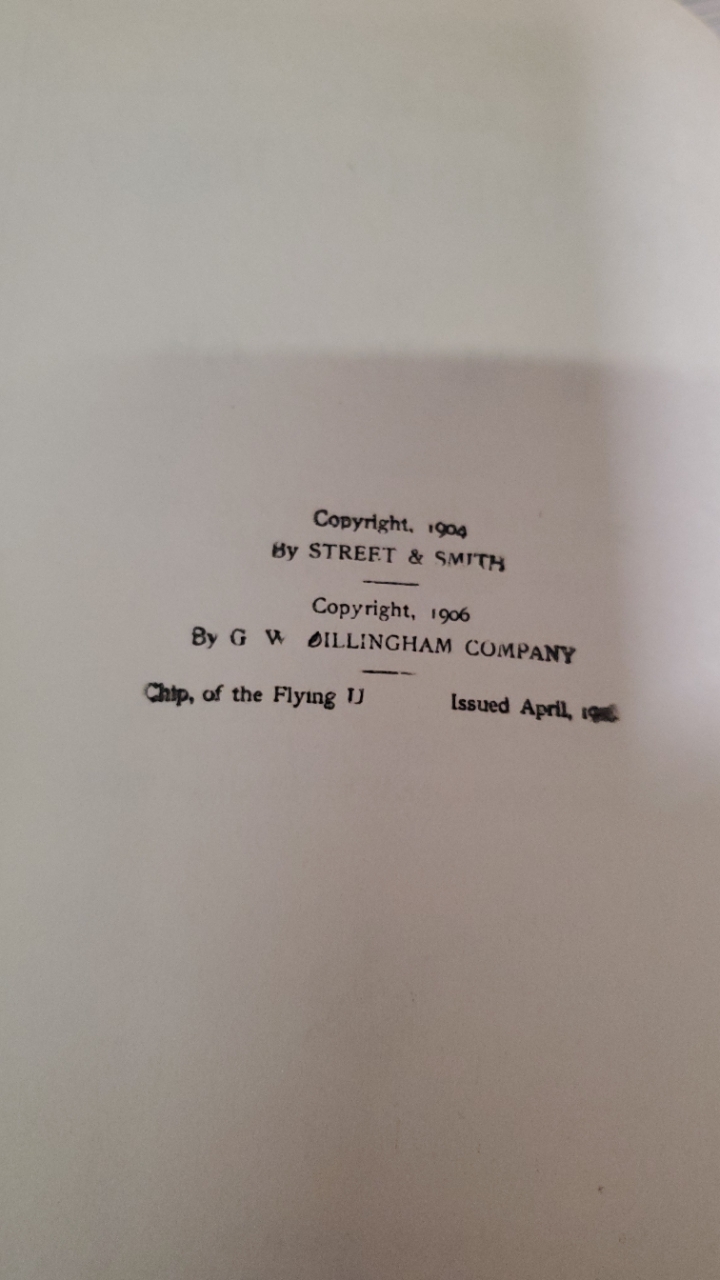 Copyright, 1904
By STREET & SMITH
Copyright, 1906
By G W DILLINGHAM COMPANY
Chip, of the Flying U Issued April,